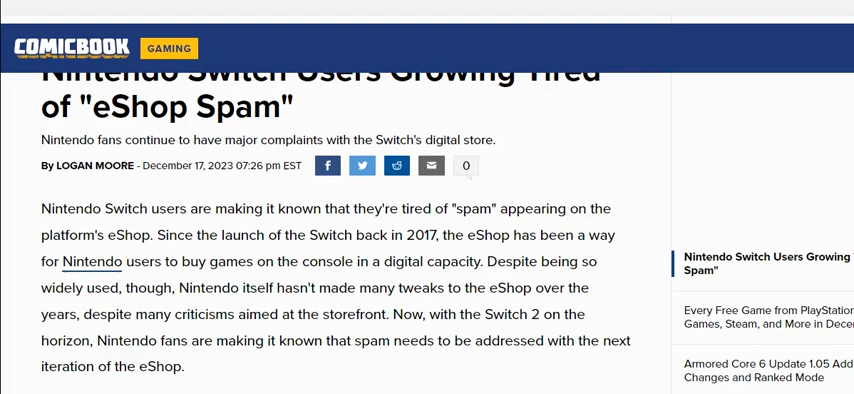 COMICBOOK GAMING
Nintendo Switch Users Growing Tired
of "eShop Spam"
Nintendo fans continue to have major complaints with the Switch's digital store.
By LOGAN MOORE - December 17, 2023 07:26 pm EST
0
Nintendo Switch users are making it known that they're tired of "spam" appearing on the
platform's eShop. Since the launch of the Switch back in 2017, the eShop has been a way
for Nintendo users to buy games on the console in a digital capacity. Despite being so
widely used, though, Nintendo itself hasn't made many tweaks to the eShop over the
years, despite many criticisms aimed at the storefront. Now, with the Switch 2 on the
horizon, Nintendo fans are making it known that spam needs to be addressed with the next
iteration of the eShop.
Nintendo Switch Users Growing
Spam"
Every Free Game from PlayStation
Games, Steam, and More in Dece
Armored Core 6 Update 1.05 Add
Changes and Ranked Mode